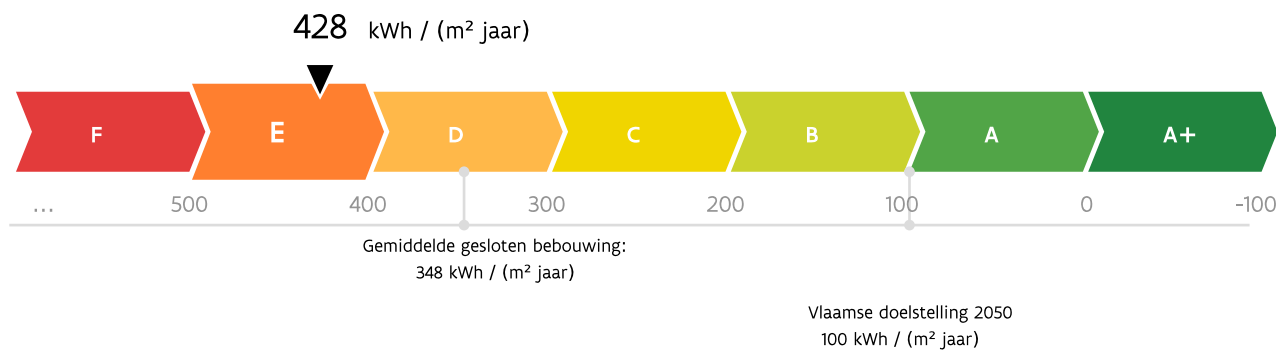 428 kWh / (m² jaar)
F E D C B A A+
... 500 400 300 200 100 0 -100
Gemiddelde gesloten bebouwing:
348 kWh / (m² jaar)
Vlaamse doelstelling 2050
100 kWh / (m² jaar)